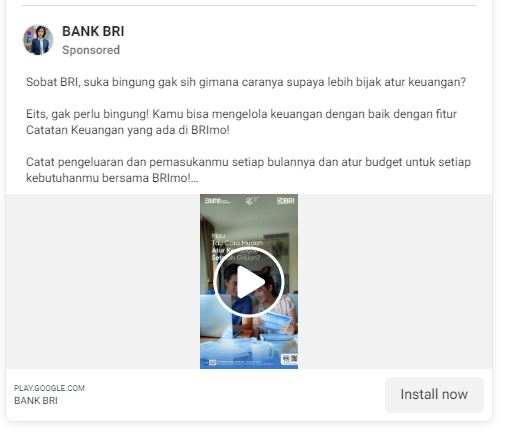 BANK BRI
Sponsored
Sobat BRI, suka bingung gak sih gimana caranya supaya lebih bijak atur keuangan?
Eits, gak perlu bingung! Kamu bisa mengelola keuangan dengan baik dengan fitur
Catatan Keuangan yang ada di BRImo!
Catat pengeluaran dan pemasukanmu setiap bulannya dan atur budget untuk setiap
kebutuhanmu bersama BRImo!...
BUMN
BRI
Mau
Tau Cara Mudah
Atur
Gajian?
PLAY.GOOGLE.COM
BANK BRI
Install now